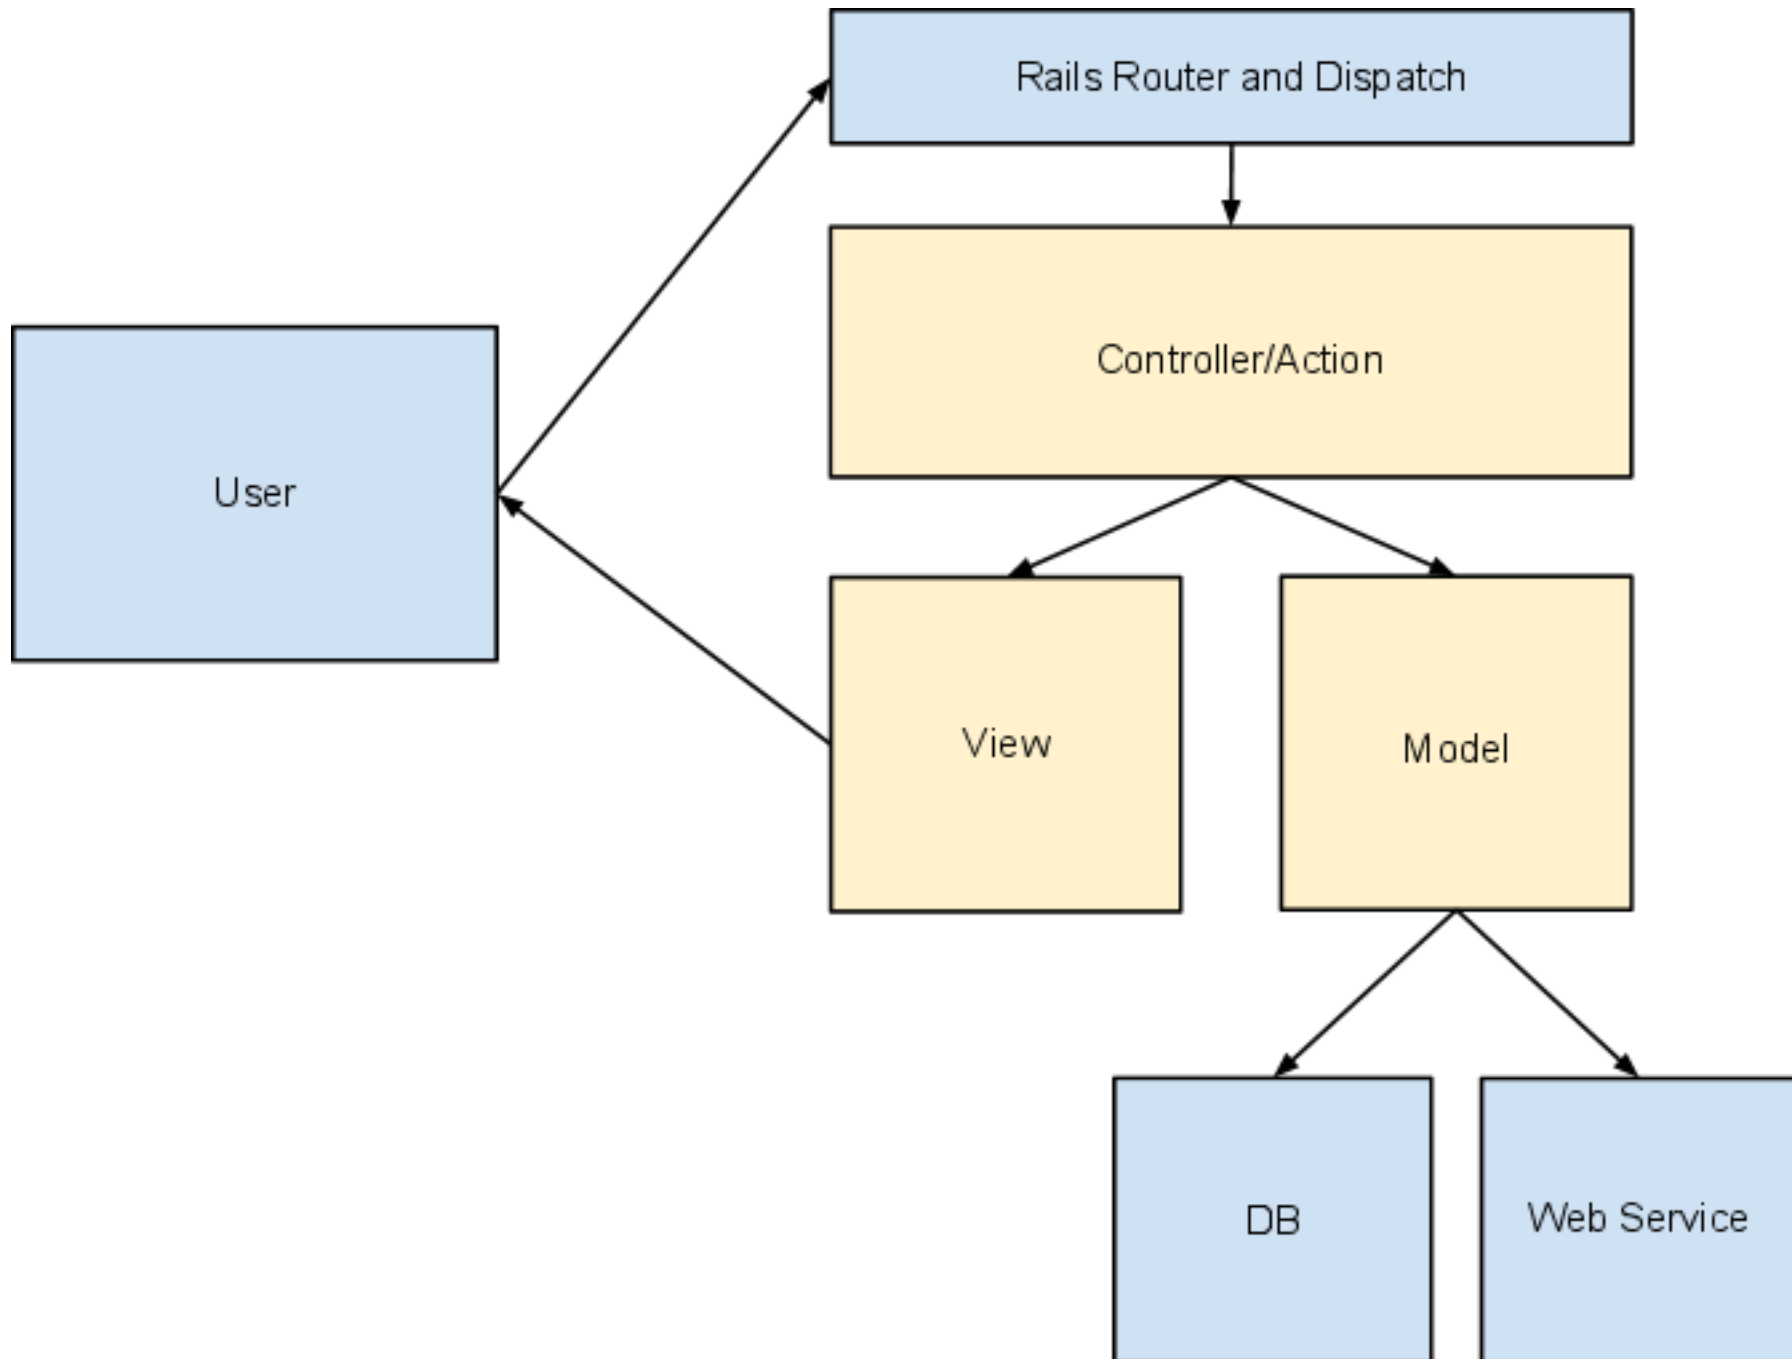 Rails Router and Dispatch
Controller/Action
User
View
Model
DB
Web Service